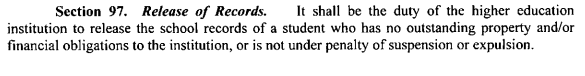 Section 97. Release of Records. It shall be the duty of the higher education
institution to release the school records of a student who has no outstanding property and/or
financial obligations to the institution, or is not under penalty of suspension or expulsion.